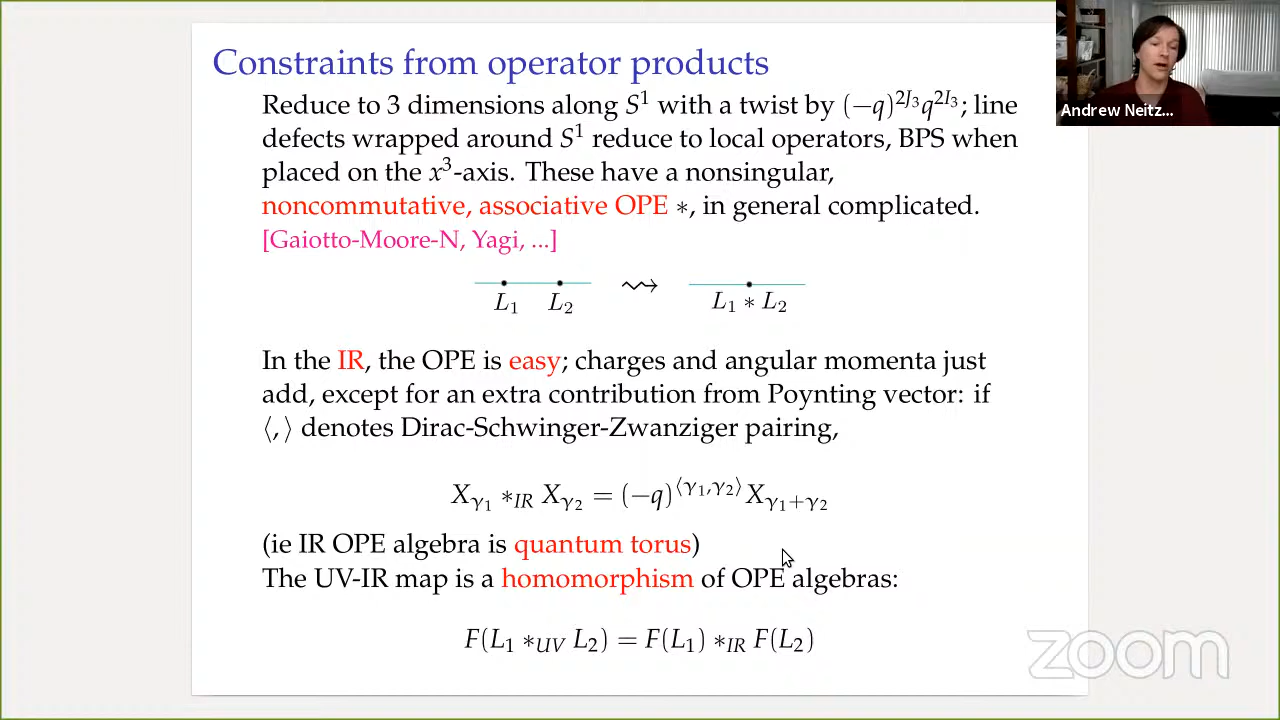 Constraints from operator products
Reduce to 3 dimensions along S¹ with a twist by (−q)^{2J₃}q^{2I₃}; line
defects wrapped around S¹ reduce to local operators, BPS when
placed on the x³-axis. These have a nonsingular,
noncommutative, associative OPE ∗, in general complicated.
[Gaiotto-Moore-N, Yagi, ...]
L₁ L₂ ⇝ L₁ ∗ L₂
In the IR, the OPE is easy; charges and angular momenta just
add, except for an extra contribution from Poynting vector: if
⟨,⟩ denotes Dirac-Schwinger-Zwanziger pairing,
X_{γ₁} ∗_{IR} X_{γ₂} = (−q)^{⟨γ₁,γ₂⟩} X_{γ₁+γ₂}
(ie IR OPE algebra is quantum torus)
The UV-IR map is a homomorphism of OPE algebras:
F(L₁ ∗_{UV} L₂) = F(L₁) ∗_{IR} F(L₂)
Andrew Neitz...
zoom